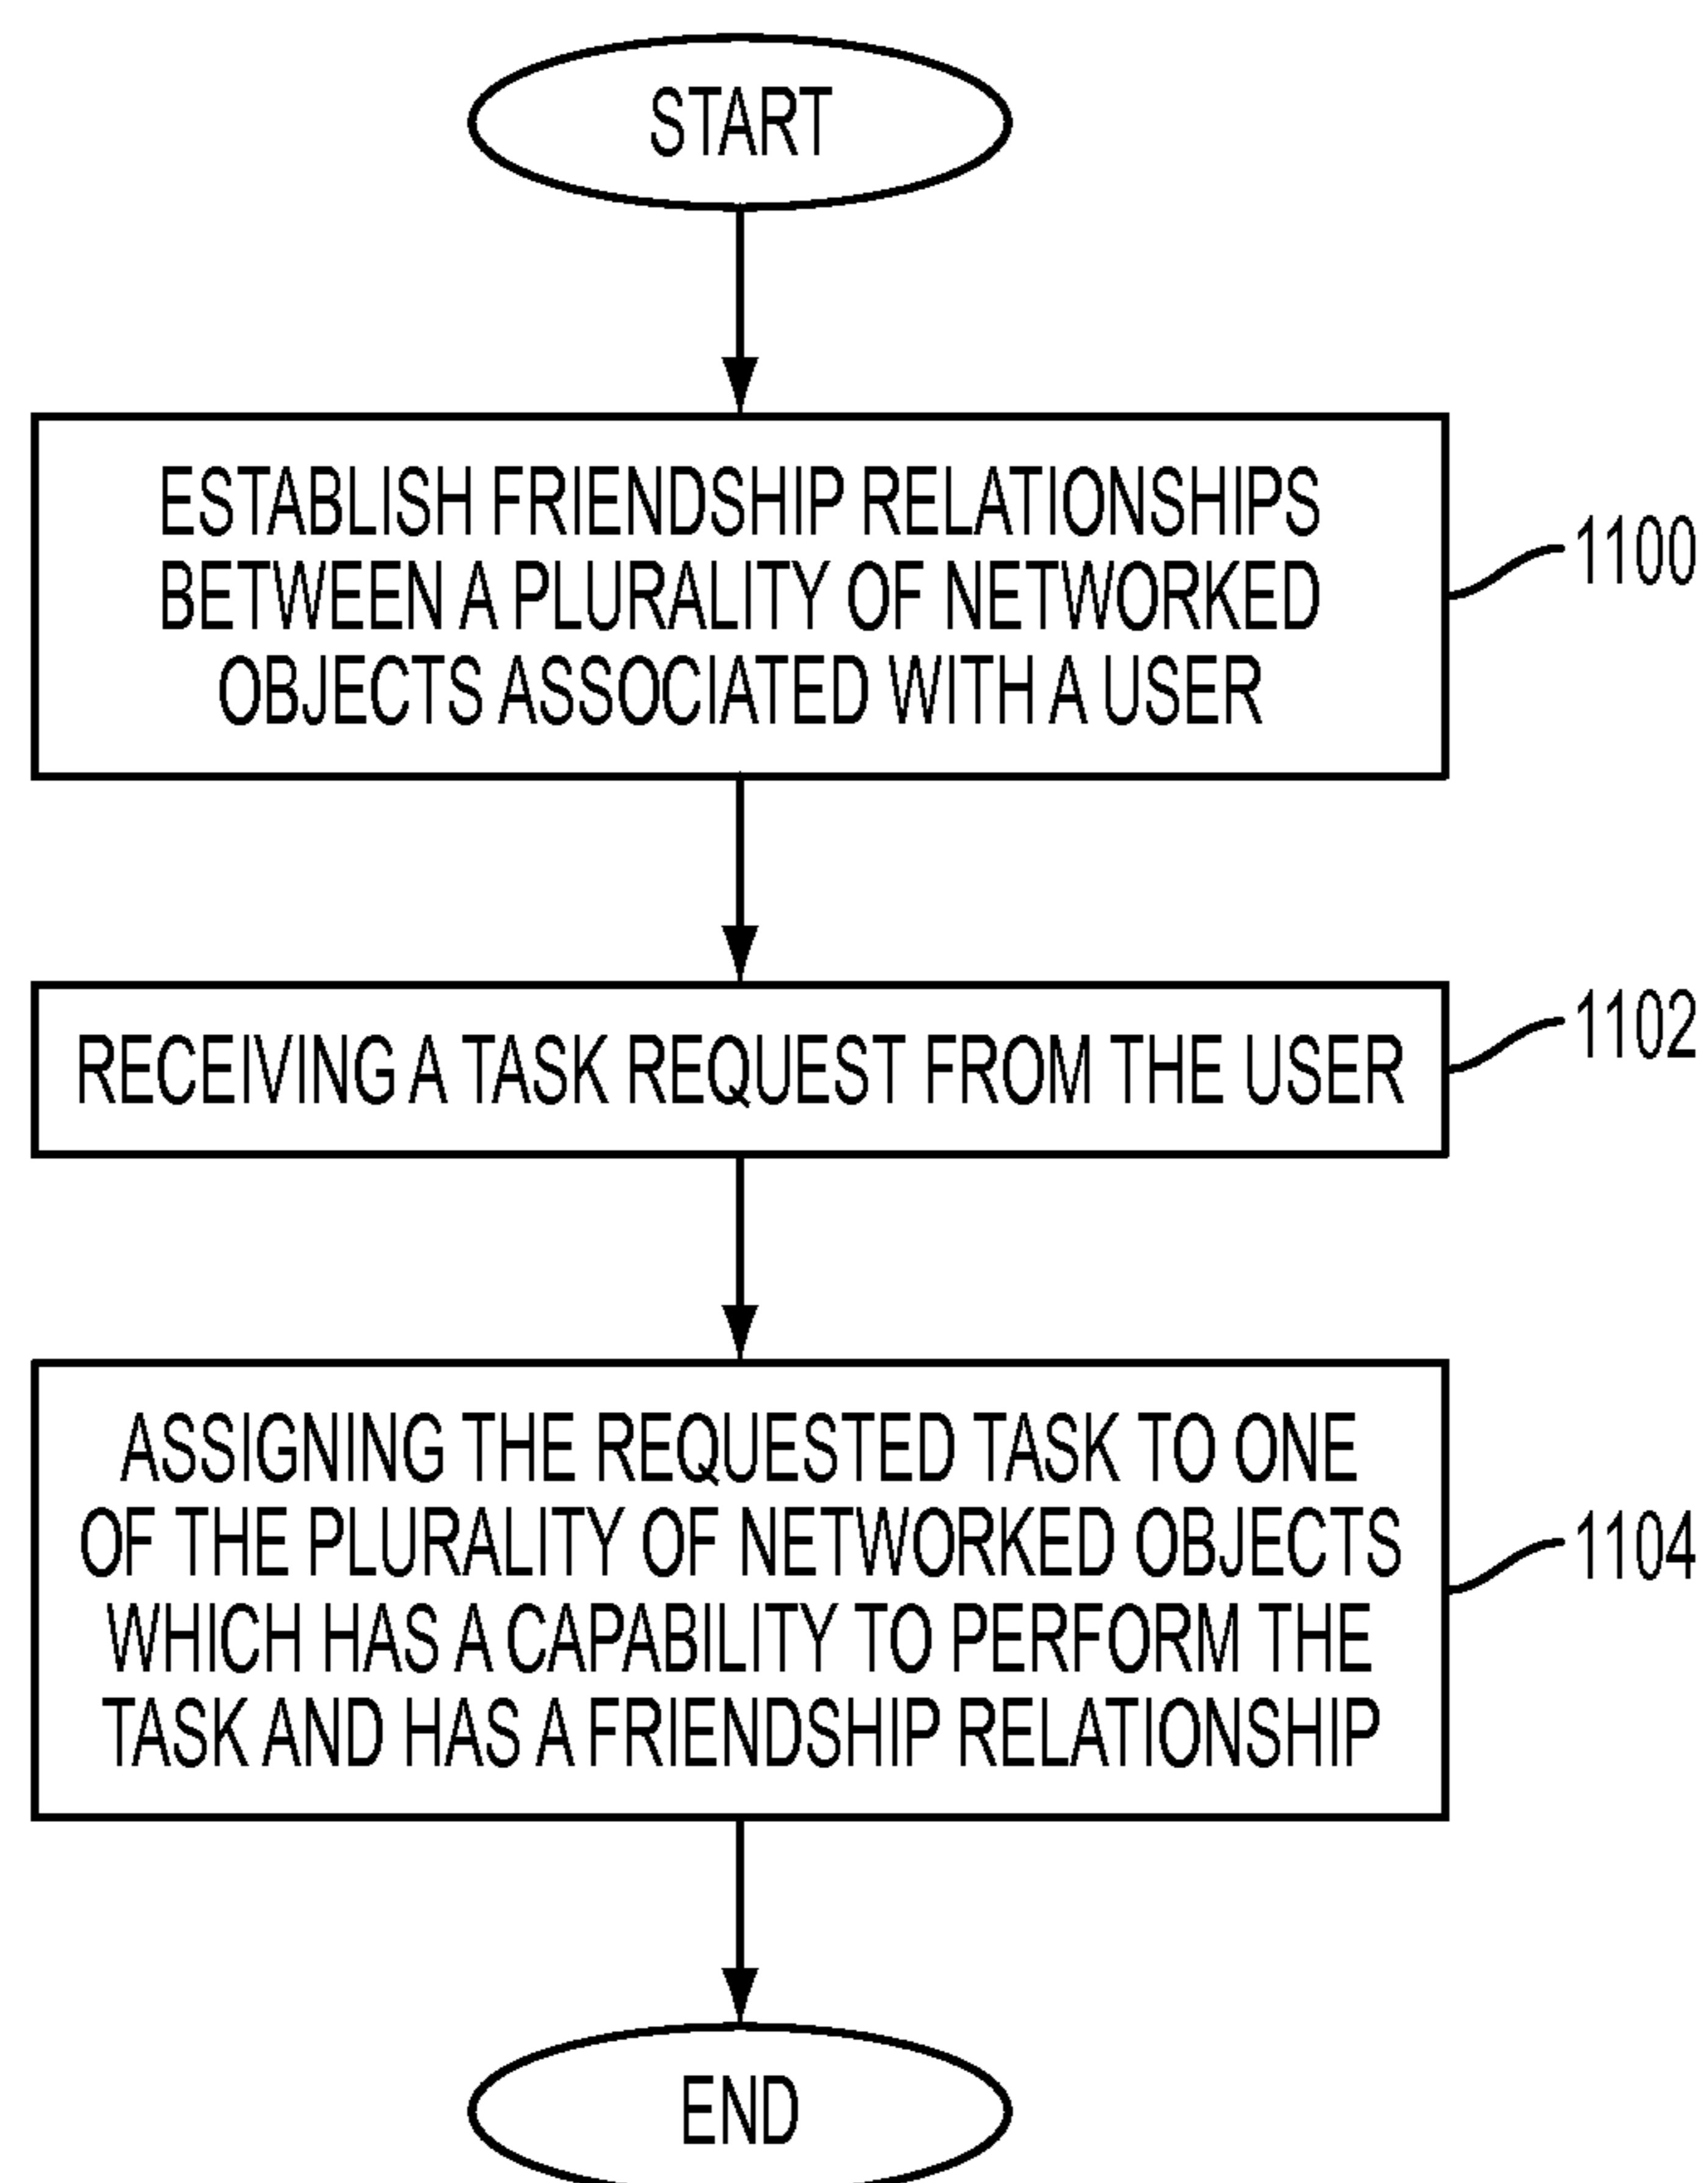 START
ESTABLISH FRIENDSHIP RELATIONSHIPS
BETWEEN A PLURALITY OF NETWORKED
OBJECTS ASSOCIATED WITH A USER
1100
RECEIVING A TASK REQUEST FROM THE USER
1102
ASSIGNING THE REQUESTED TASK TO ONE
OF THE PLURALITY OF NETWORKED OBJECTS
WHICH HAS A CAPABILITY TO PERFORM THE
TASK AND HAS A FRIENDSHIP RELATIONSHIP
1104
END